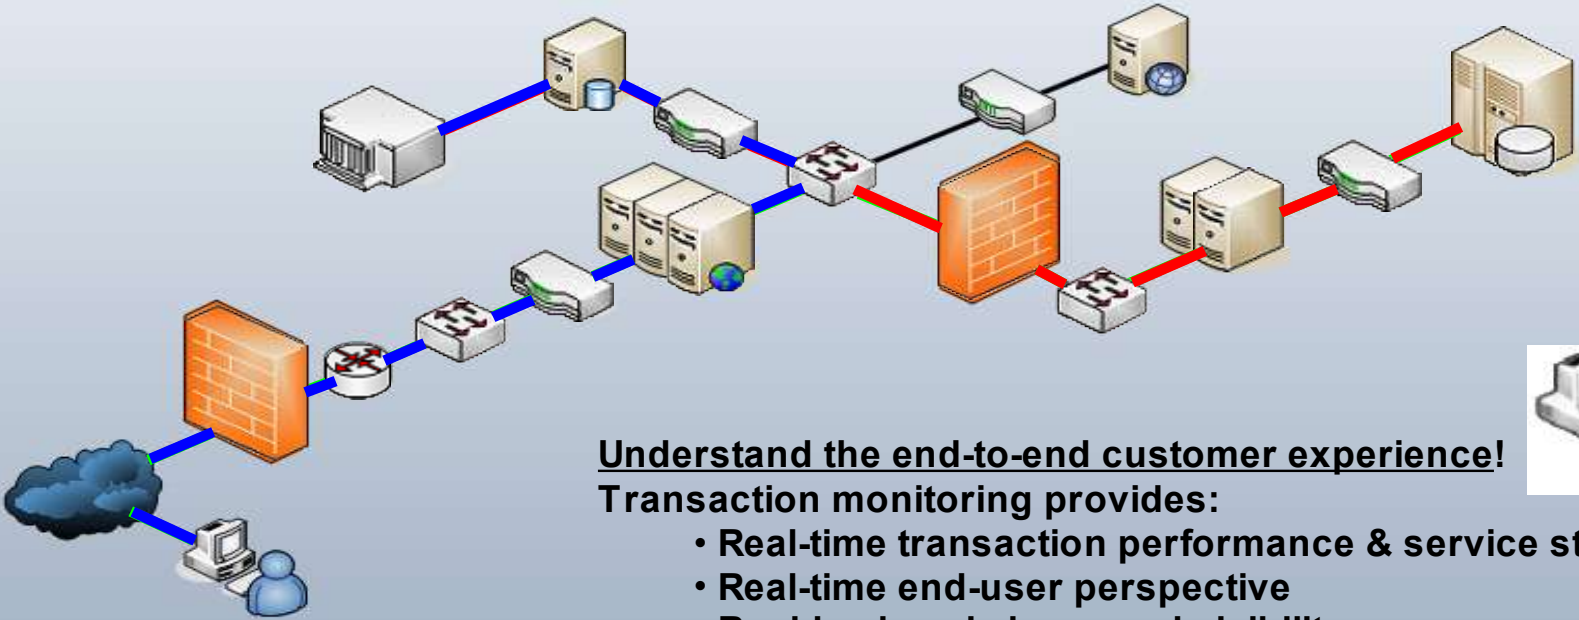 Understand the end-to-end customer experience!
Transaction monitoring provides:
• Real-time transaction performance & service st
• Real-time end-user perspective